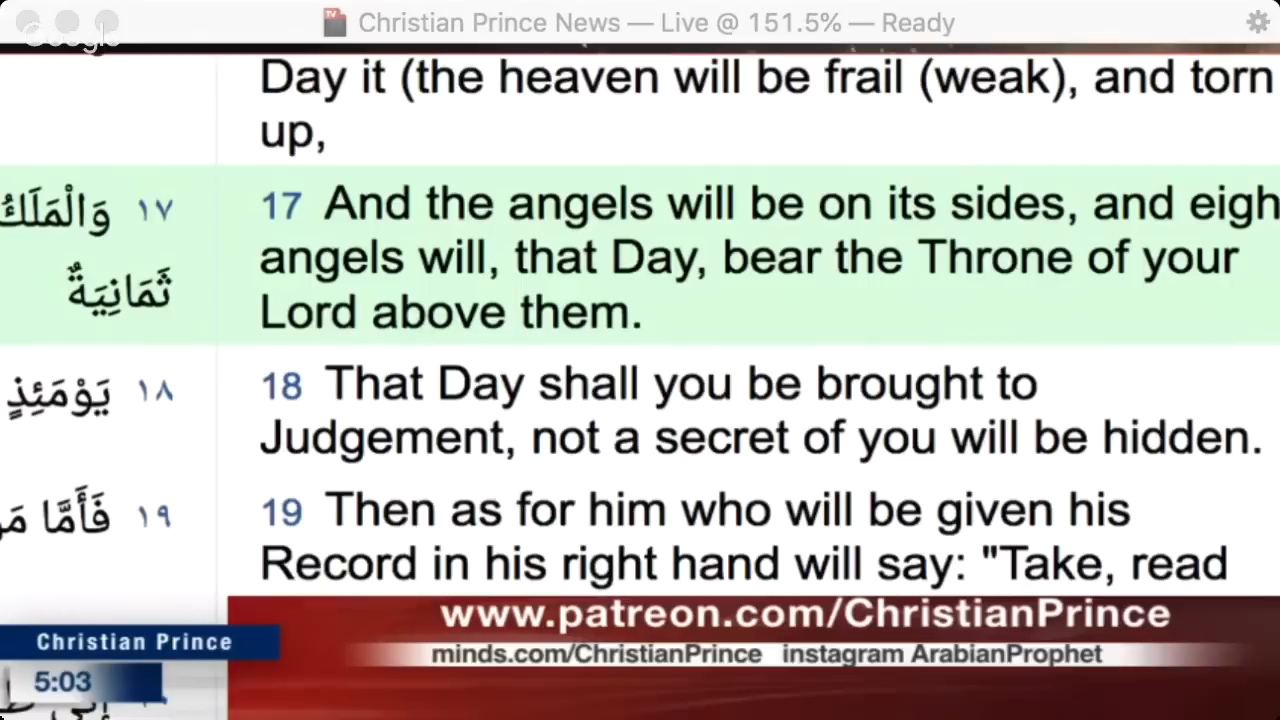 Christian Prince News — Live @ 151.5% — Ready
Google
Day it (the heaven will be frail (weak), and torn
up,
وَالْمَلَكُ ١٧
17 And the angels will be on its sides, and eigh
ثَمَانِيَةٌ
angels will, that Day, bear the Throne of your
Lord above them.
يَوْمَئِذٍ ١٨
18 That Day shall you be brought to
Judgement, not a secret of you will be hidden.
فَأَمَّا ١٩
19 Then as for him who will be given his
Record in his right hand will say: "Take, read
www.patreon.com/ChristianPrince
Christian Prince
minds.com/ChristianPrince instagram ArabianProphet
5:03